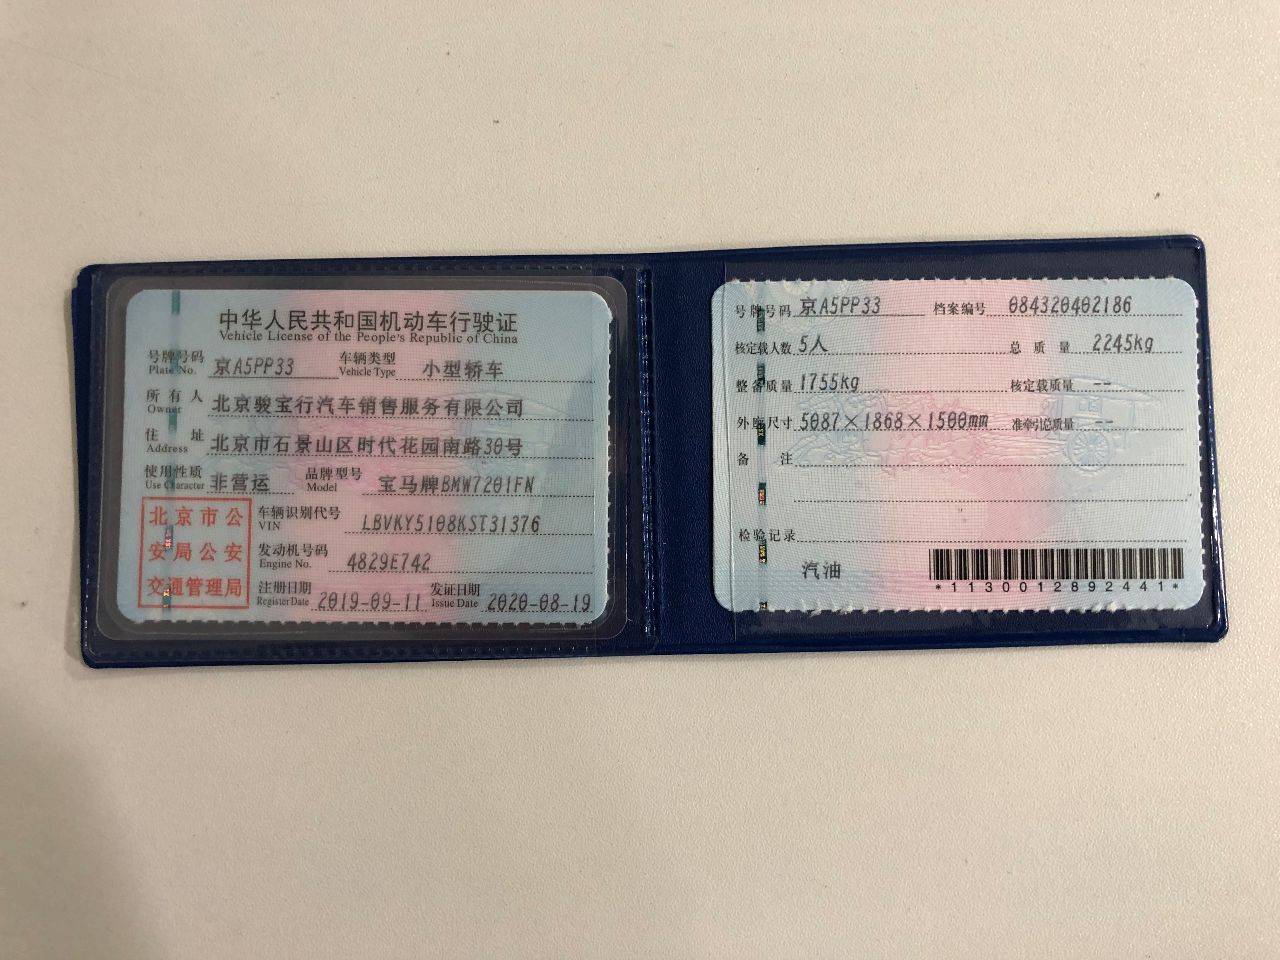 中华人民共和国机动车行驶证
Vehicle License of the People's Republic of China
号牌号码 京A5PP33 车辆类型 小型轿车
Plate No. Vehicle Type
所有人 北京骏宝行汽车销售服务有限公司
Owner
住址 北京市石景山区时代花园南路30号
Address
使用性质 非营运 品牌型号 宝马牌BMW7201FN
Use Character Model
北京市公
安局公安
交通管理局
车辆识别代号 LBVKY5108KST31376
VIN
发动机号码 4829E742
Engine No.
注册日期 2019-09-11 发证日期 2020-08-19
Register Date Issue Date
号牌号码 京A5PP33 档案编号 084320402186
核定载人数 5人 总质量 2245kg
整备质量 1755kg 核定载质量 --
外廓尺寸 5087×1868×1500mm 准牵引总质量 --
备注
检验记录
汽油
*1130012892441*